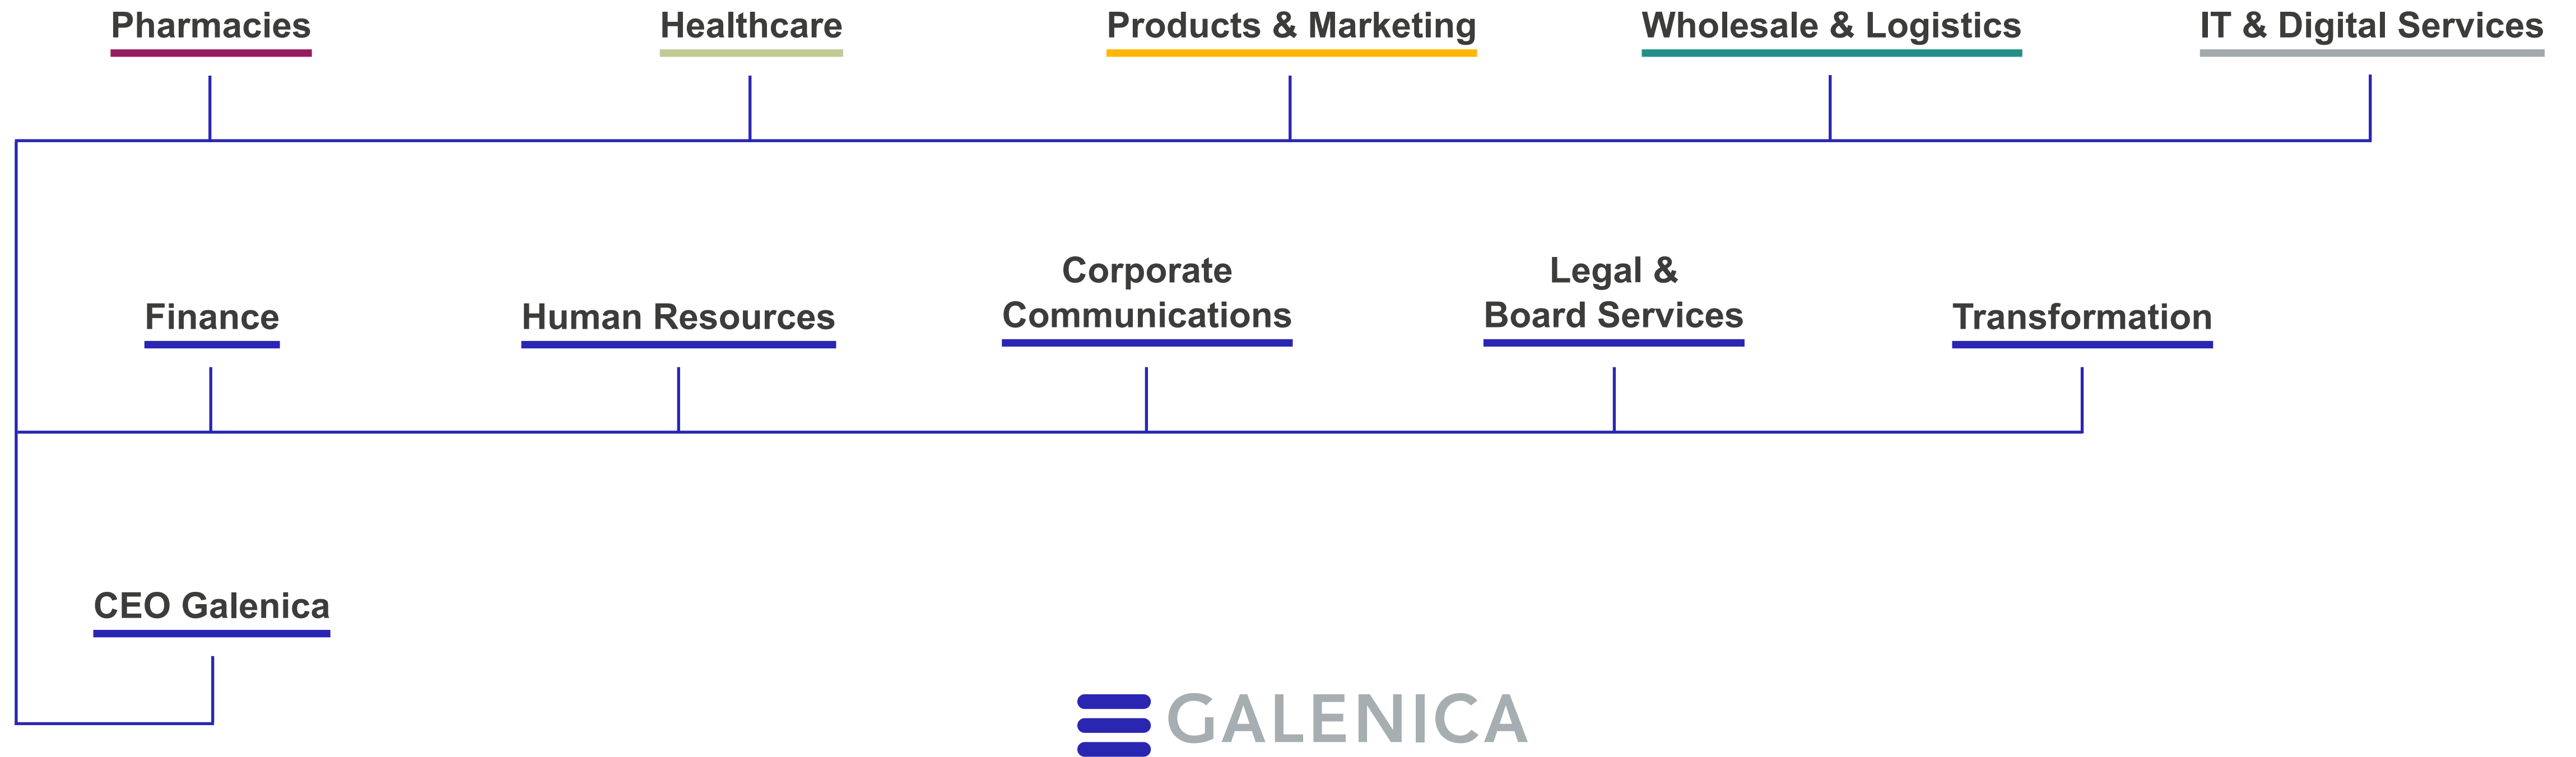 Pharmacies
Healthcare
Products & Marketing
Wholesale & Logistics
IT & Digital Services
Finance
Human Resources
Corporate
Communications
Legal &
Board Services
Transformation
CEO Galenica
GALENICA